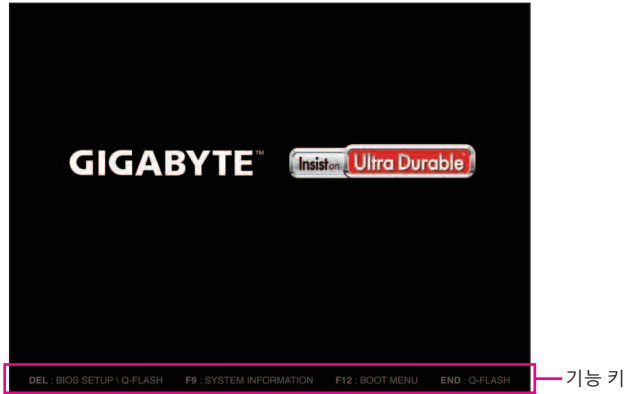 GIGABYTE™ Insist on Ultra Durable™
DEL : BIOS SETUP \ Q-FLASH F9 : SYSTEM INFORMATION F12 : BOOT MENU END : Q-FLASH
기능 키